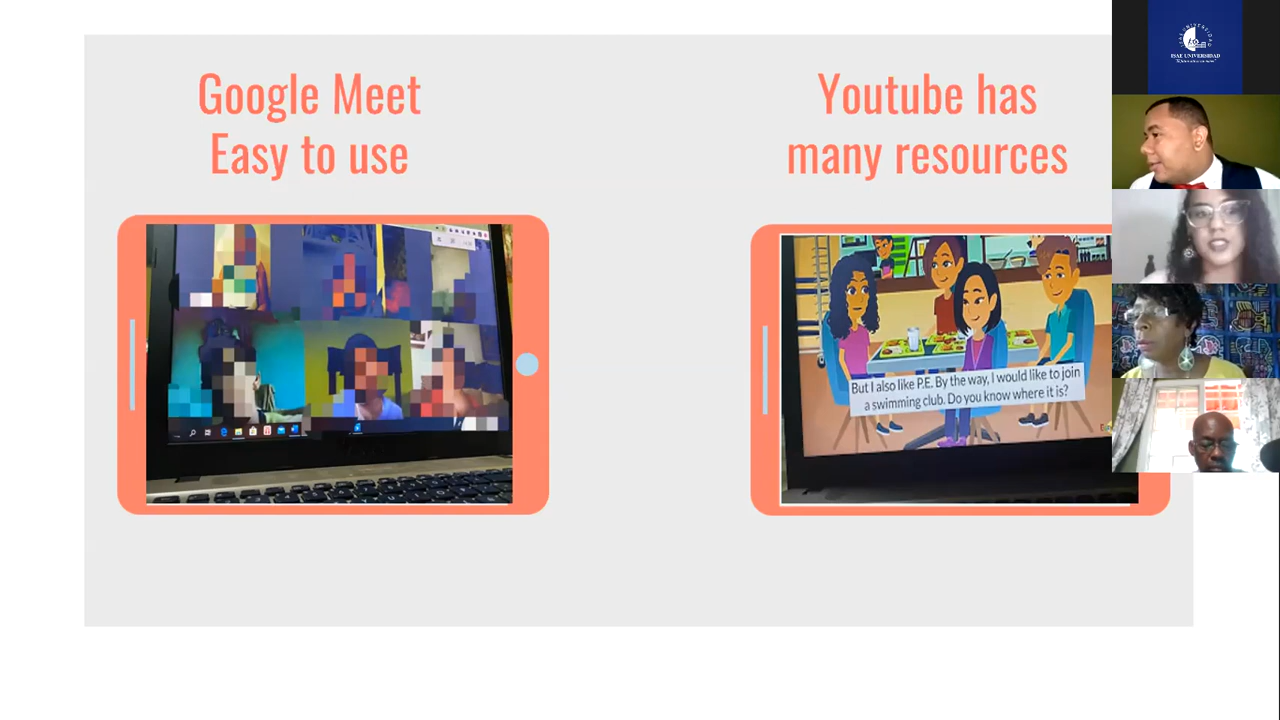 Google Meet
Easy to use
Youtube has
many resources
But I also like P.E. By the way, I would like to join
a swimming club. Do you know where it is?
ISAE UNIVERSIDAD